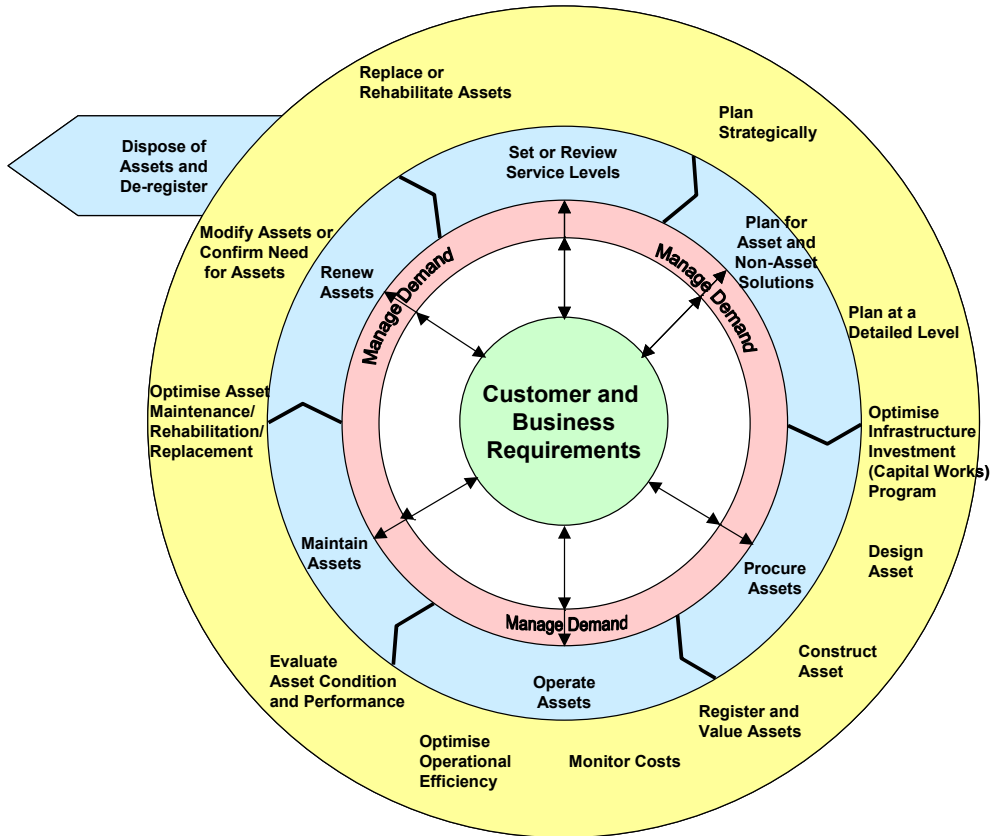 Replace or
Rehabilitate Assets
Plan
Strategically
Dispose of
Assets and
De-register
Set or Review
Service Levels
Modify Assets or
Confirm Need
for Assets
Renew
Assets
Manage Demand
Manage Demand
Plan for
Asset and
Non-Asset
Solutions
Plan at a
Detailed Level
Customer and
Business
Requirements
Optimise Asset
Maintenance/
Rehabilitation/
Replacement
Optimise
Infrastructure
Investment
(Capital Works)
Program
Maintain
Assets
Procure
Assets
Design
Asset
Manage Demand
Evaluate
Asset Condition
and Performance
Operate
Assets
Construct
Asset
Register and
Value Assets
Optimise
Operational
Efficiency
Monitor Costs